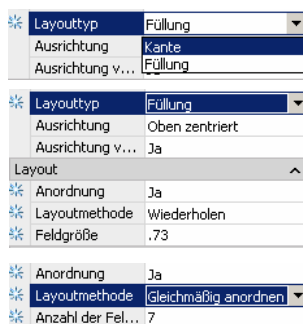 Layouttyp Füllung
Ausrichtung Kante
Ausrichtung v... Füllung
Layouttyp Füllung
Ausrichtung Oben zentriert
Ausrichtung v... Ja
Layout
Anordnung Ja
Layoutmethode Wiederholen
Feldgröße .73
Anordnung Ja
Layoutmethode Gleichmäßig anordnen
Anzahl der Fel... 7